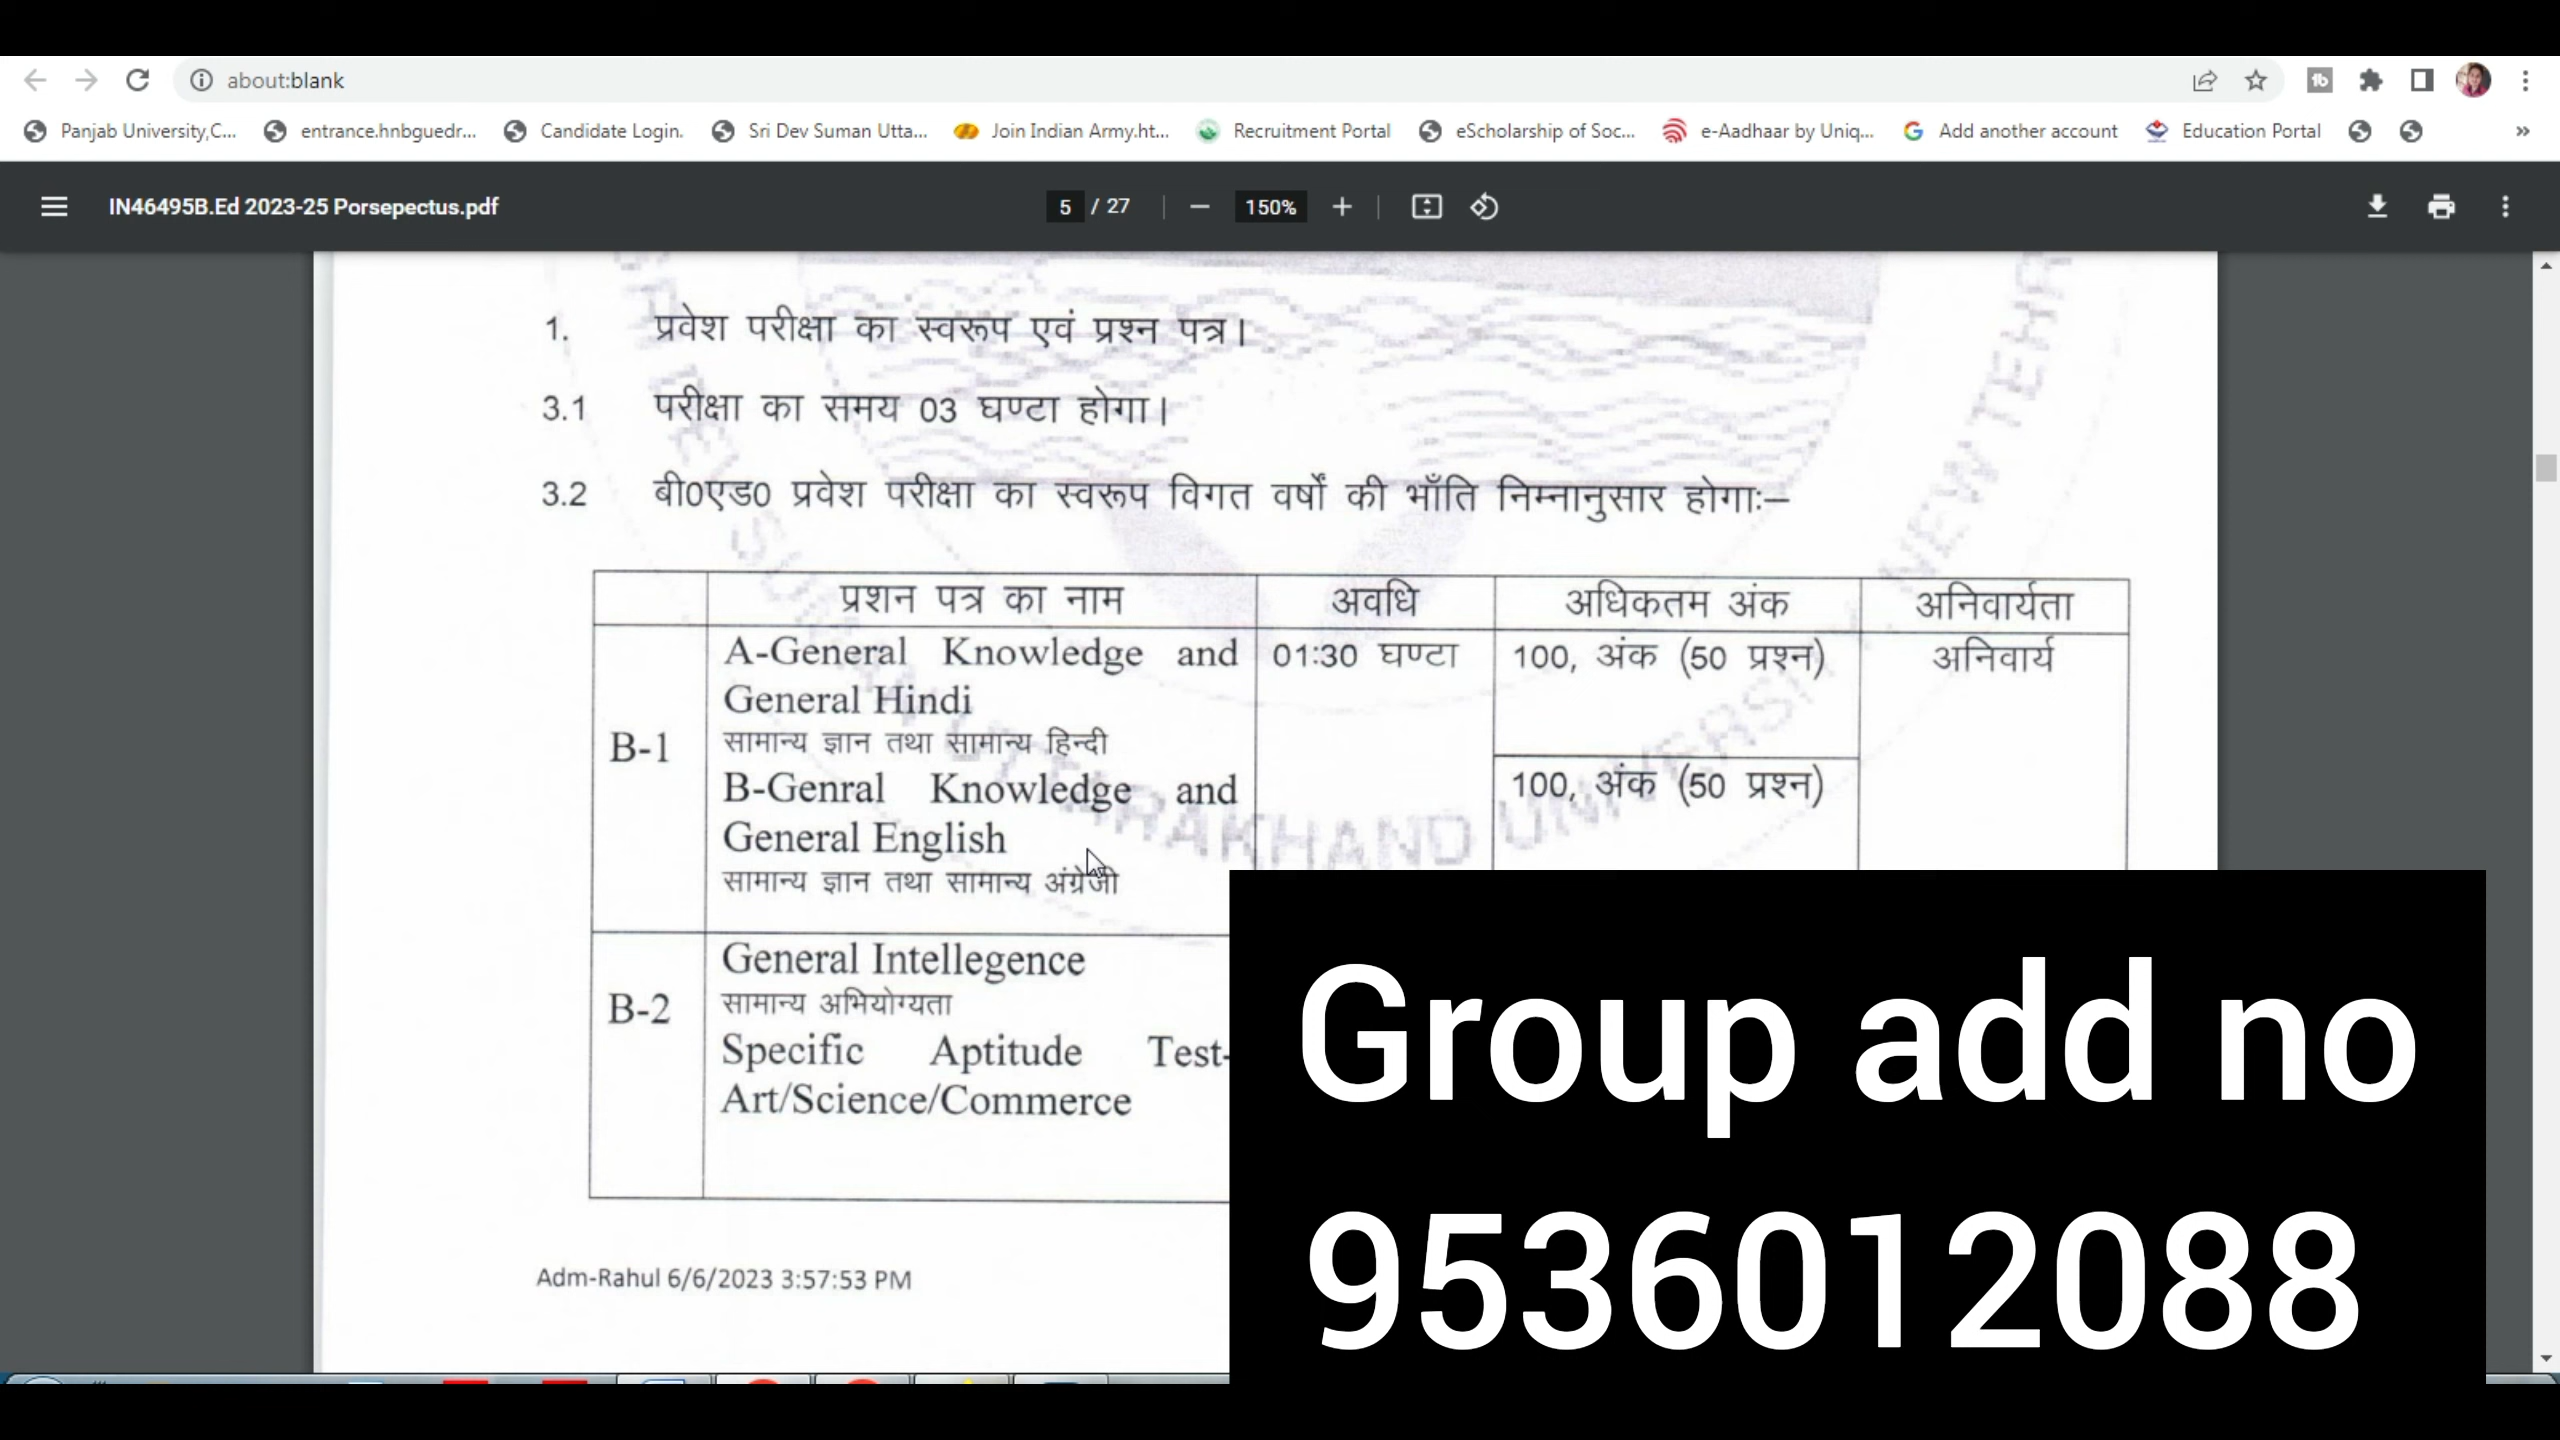 about:blank
Panjab University,C...
entrance.hnbguedr...
Candidate Login.
Sri Dev Suman Utta...
Join Indian Army.ht...
Recruitment Portal
eScholarship of Soc...
e-Aadhaar by Uniq...
Add another account
Education Portal
»
IN46495B.Ed 2023-25 Porsepectus.pdf
5 / 27
150%
1. प्रवेश परीक्षा का स्वरूप एवं प्रश्न पत्र।
3.1 परीक्षा का समय 03 घण्टा होगा।
3.2 बी0एड0 प्रवेश परीक्षा का स्वरूप विगत वर्षों की भाँति निम्नानुसार होगाः–
प्रशन पत्र का नाम अवधि अधिकतम अंक अनिवार्यता
B-1
A-General Knowledge and
General Hindi
सामान्य ज्ञान तथा सामान्य हिन्दी
B-Genral Knowledge and
General English
सामान्य ज्ञान तथा सामान्य अंग्रेजी
01:30 घण्टा
100, अंक (50 प्रश्न)
100, अंक (50 प्रश्न)
अनिवार्य
B-2
General Intellegence
सामान्य अभियोग्यता
Specific Aptitude Test-
Art/Science/Commerce
Adm-Rahul 6/6/2023 3:57:53 PM
Group add no
9536012088